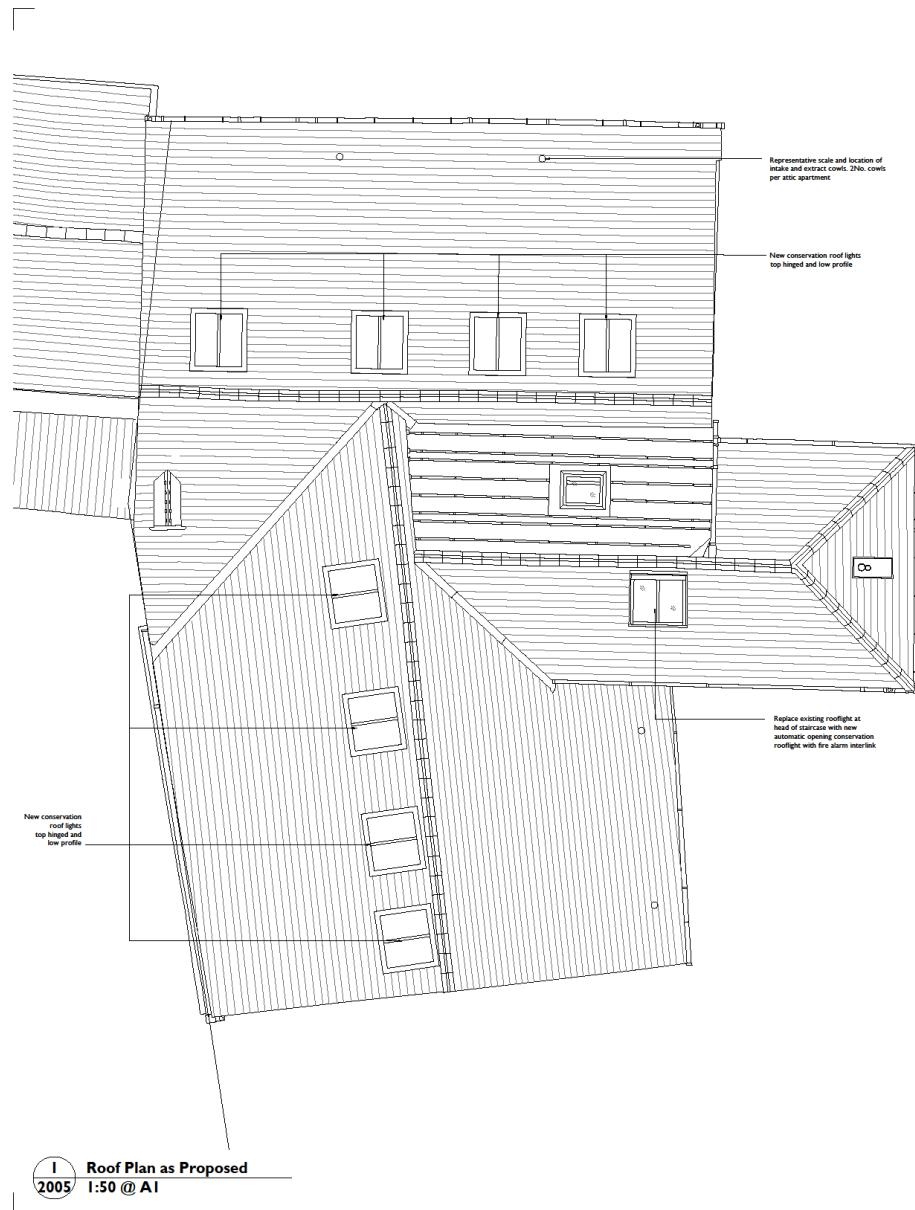 Representative scale and location of
intake and extract cowls. 2No. cowls
per attic apartment
New conservation roof lights
top hinged and low profile
Replace existing rooflight at
head of staircase with new
automatic opening conservation
rooflight with fire alarm interlink
New conservation
roof lights
top hinged and
low profile
1
2005
Roof Plan as Proposed
1:50 @ A1